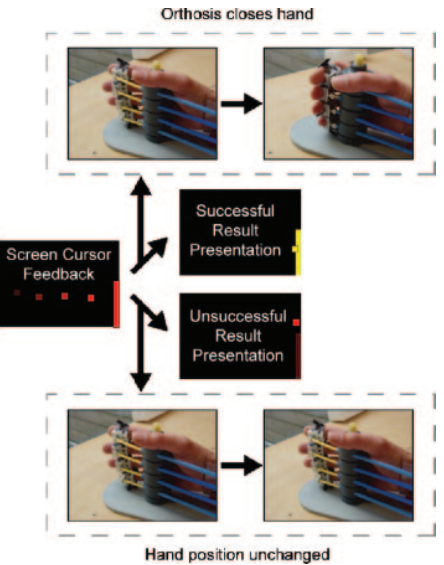 Orthosis closes hand
Successful
Result
Presentation
Screen Cursor
Feedback
Unsuccessful
Result
Presentation
Hand position unchanged